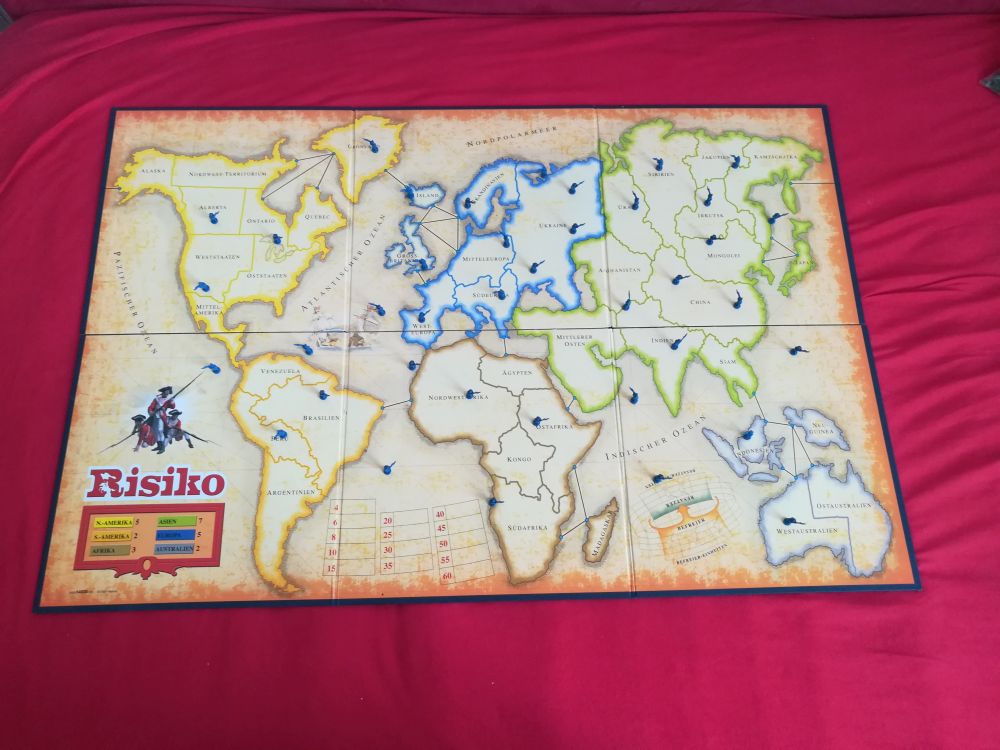 NORDPOLARMEER
ALASKA
NORDWEST-TERRITORIUM
ALBERTA
ONTARIO
QUEBEC
WESTSTAATEN
OSTSTAATEN
MITTEL-
AMERIKA
PAZIFISCHER OZEAN
ATLANTISCHER OZEAN
ISLAND
SKANDINAVIEN
GROSS-
UKRAINE
MITTELEUROPA
WEST-
EUROPA
SIBIRIEN
JAKUTIEN
KAMTSCHATKA
IRKUTSK
MONGOLEI
JAPAN
AFGHANISTAN
CHINA
MITTLERER
OSTEN
INDIEN
SIAM
VENEZUELA
BRASILIEN
PERU
ARGENTINIEN
ÄGYPTEN
OSTAFRIKA
KONGO
SÜDAFRIKA
MADAGASKAR
INDISCHER OZEAN
INDONESIEN
NEU
GUINEA
WESTAUSTRALIEN
OSTAUSTRALIEN
Risiko
N.-AMERIKA 5
ASIEN 7
S.-AMERIKA 2
EUROPA 5
AFRIKA 3
AUSTRALIEN 2
4
6
8
10
15
20
25
30
35
40
45
50
55
60
BESETZEN
BEFREIEN